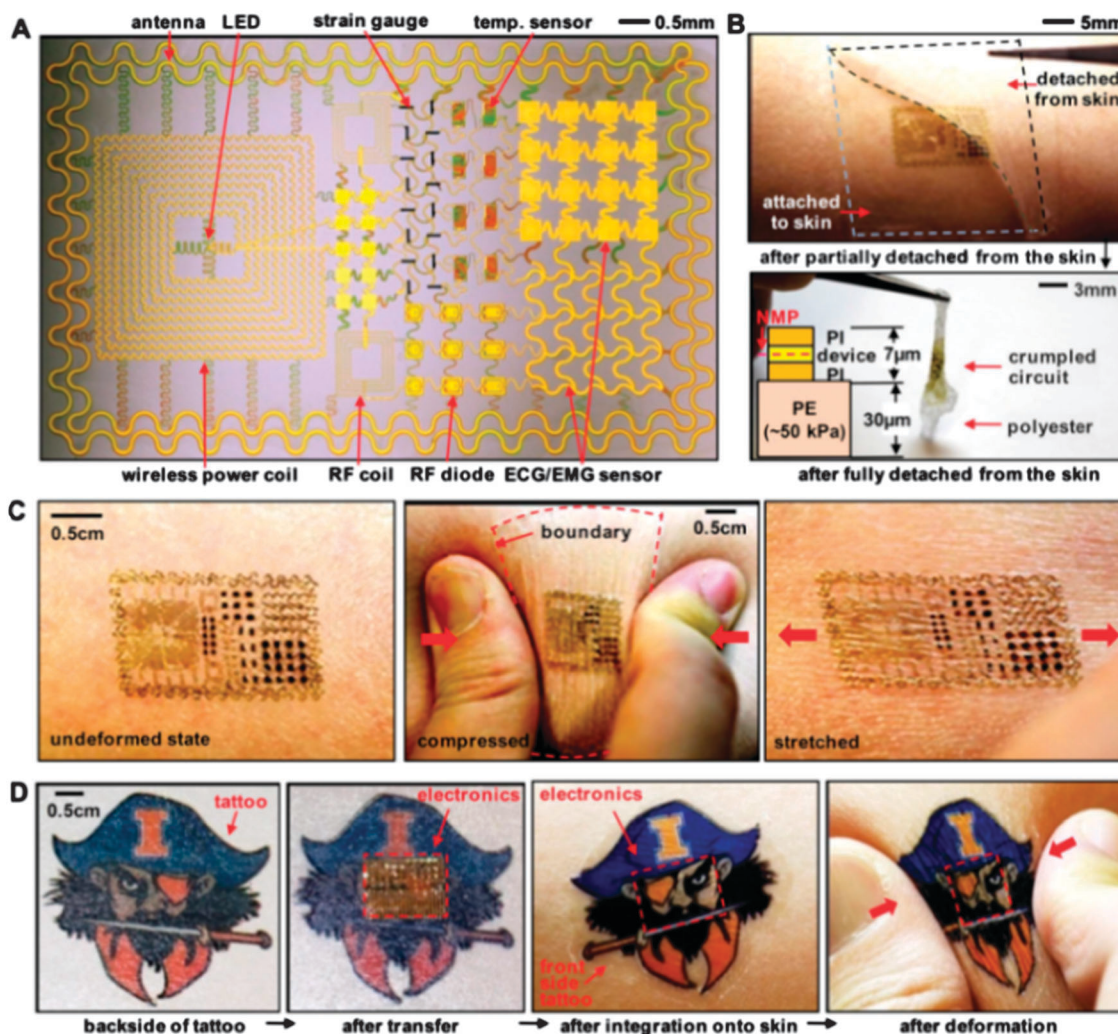 A
antenna
LED
strain gauge
temp. sensor
0.5mm
wireless power coil
RF coil
RF diode
ECG/EMG sensor
B
5mm
detached
from skin
attached
to skin
after partially detached from the skin
3mm
NMP
PI
device
PI
7μm
PE
(~50 kPa)
30μm
crumpled
circuit
polyester
after fully detached from the skin
C
0.5cm
undeformed state
boundary
0.5cm
compressed
stretched
D
0.5cm
tattoo
I
backside of tattoo
electronics
I
after transfer
electronics
I
front
side
tattoo
after integration onto skin
I
after deformation